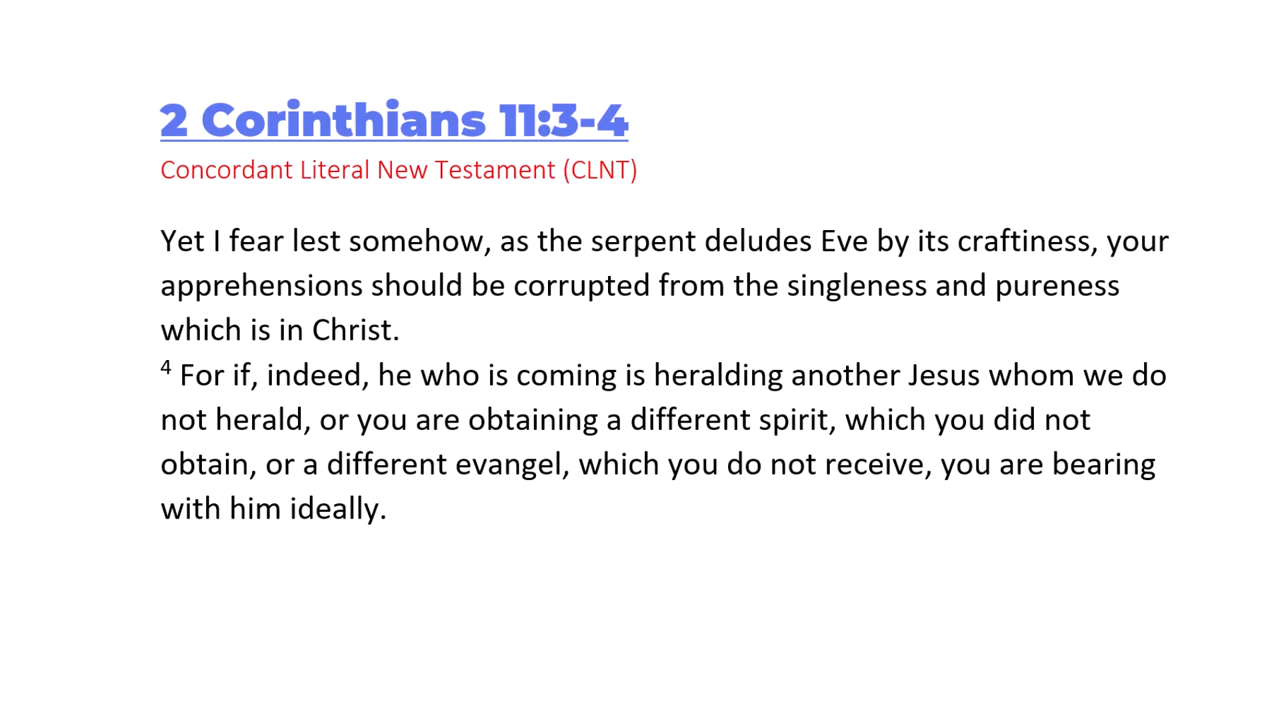 2 Corinthians 11:3-4
Concordant Literal New Testament (CLNT)
Yet I fear lest somehow, as the serpent deludes Eve by its craftiness, your
apprehensions should be corrupted from the singleness and pureness
which is in Christ.
4 For if, indeed, he who is coming is heralding another Jesus whom we do
not herald, or you are obtaining a different spirit, which you did not
obtain, or a different evangel, which you do not receive, you are bearing
with him ideally.